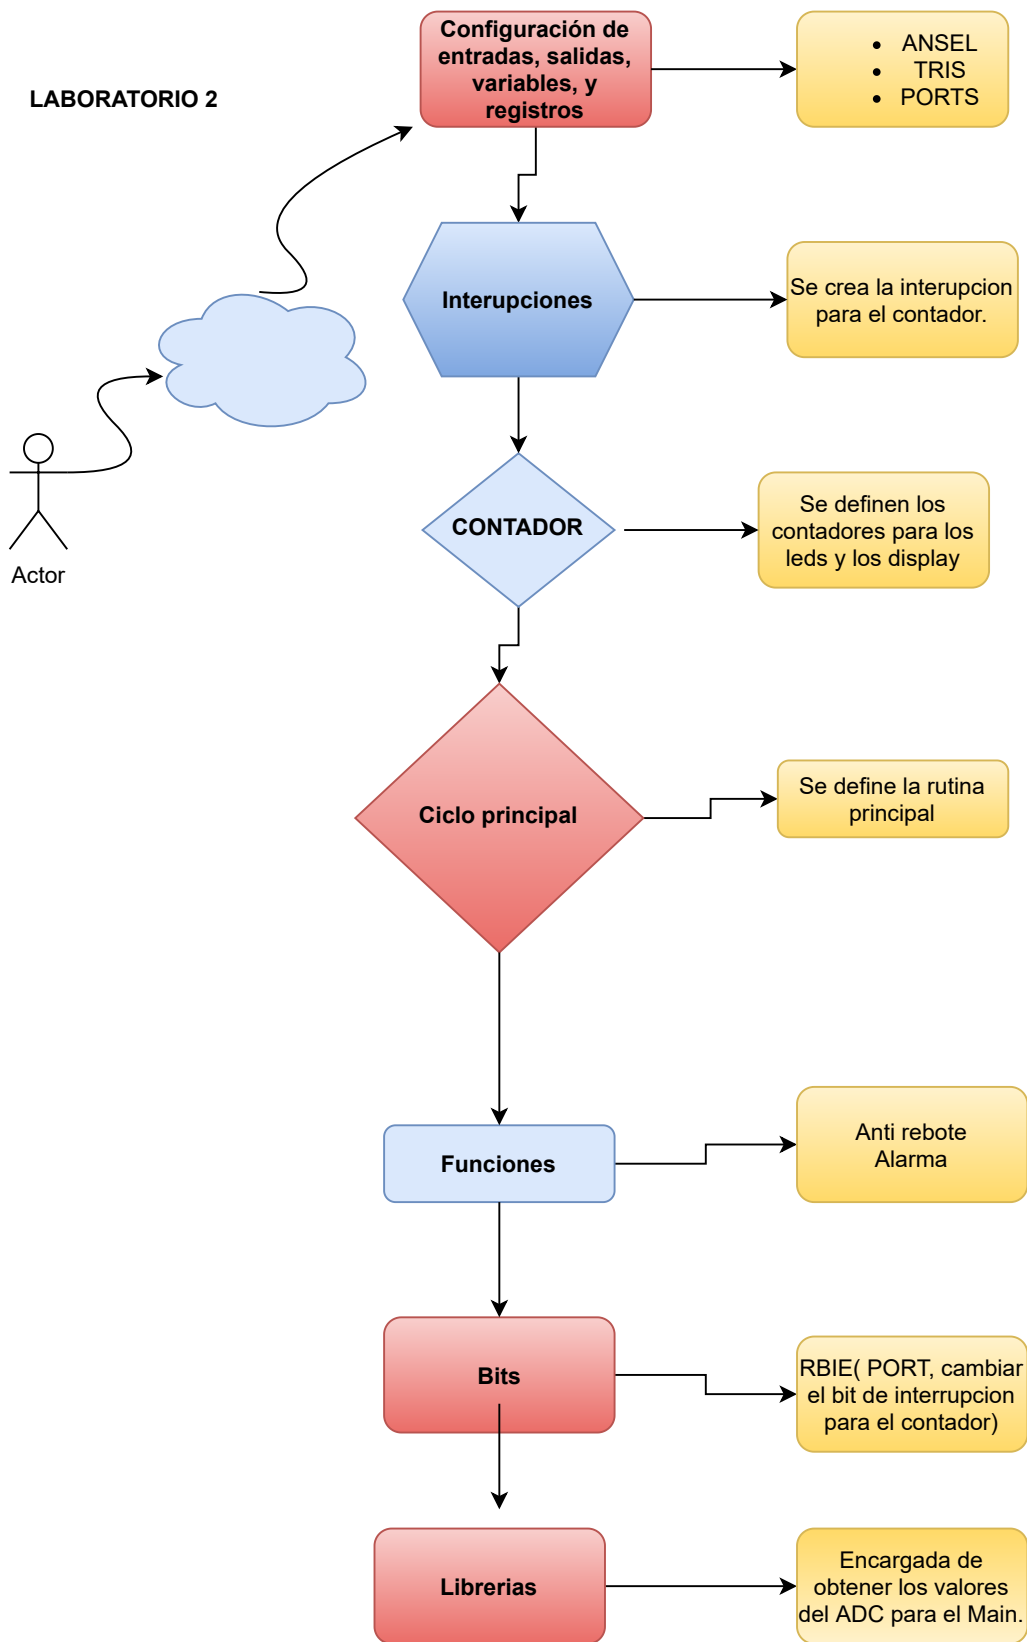 LABORATORIO 2
Configuración de
entradas, salidas,
variables, y
registros
• ANSEL
• TRIS
• PORTS
Interupciones
Se crea la interupcion
para el contador.
Actor
CONTADOR
Se definen los
contadores para los
leds y los display
Ciclo principal
Se define la rutina
principal
Funciones
Anti rebote
Alarma
Bits
RBIE( PORT, cambiar
el bit de interrupcion
para el contador)
Librerias
Encargada de
obtener los valores
del ADC para el Main.